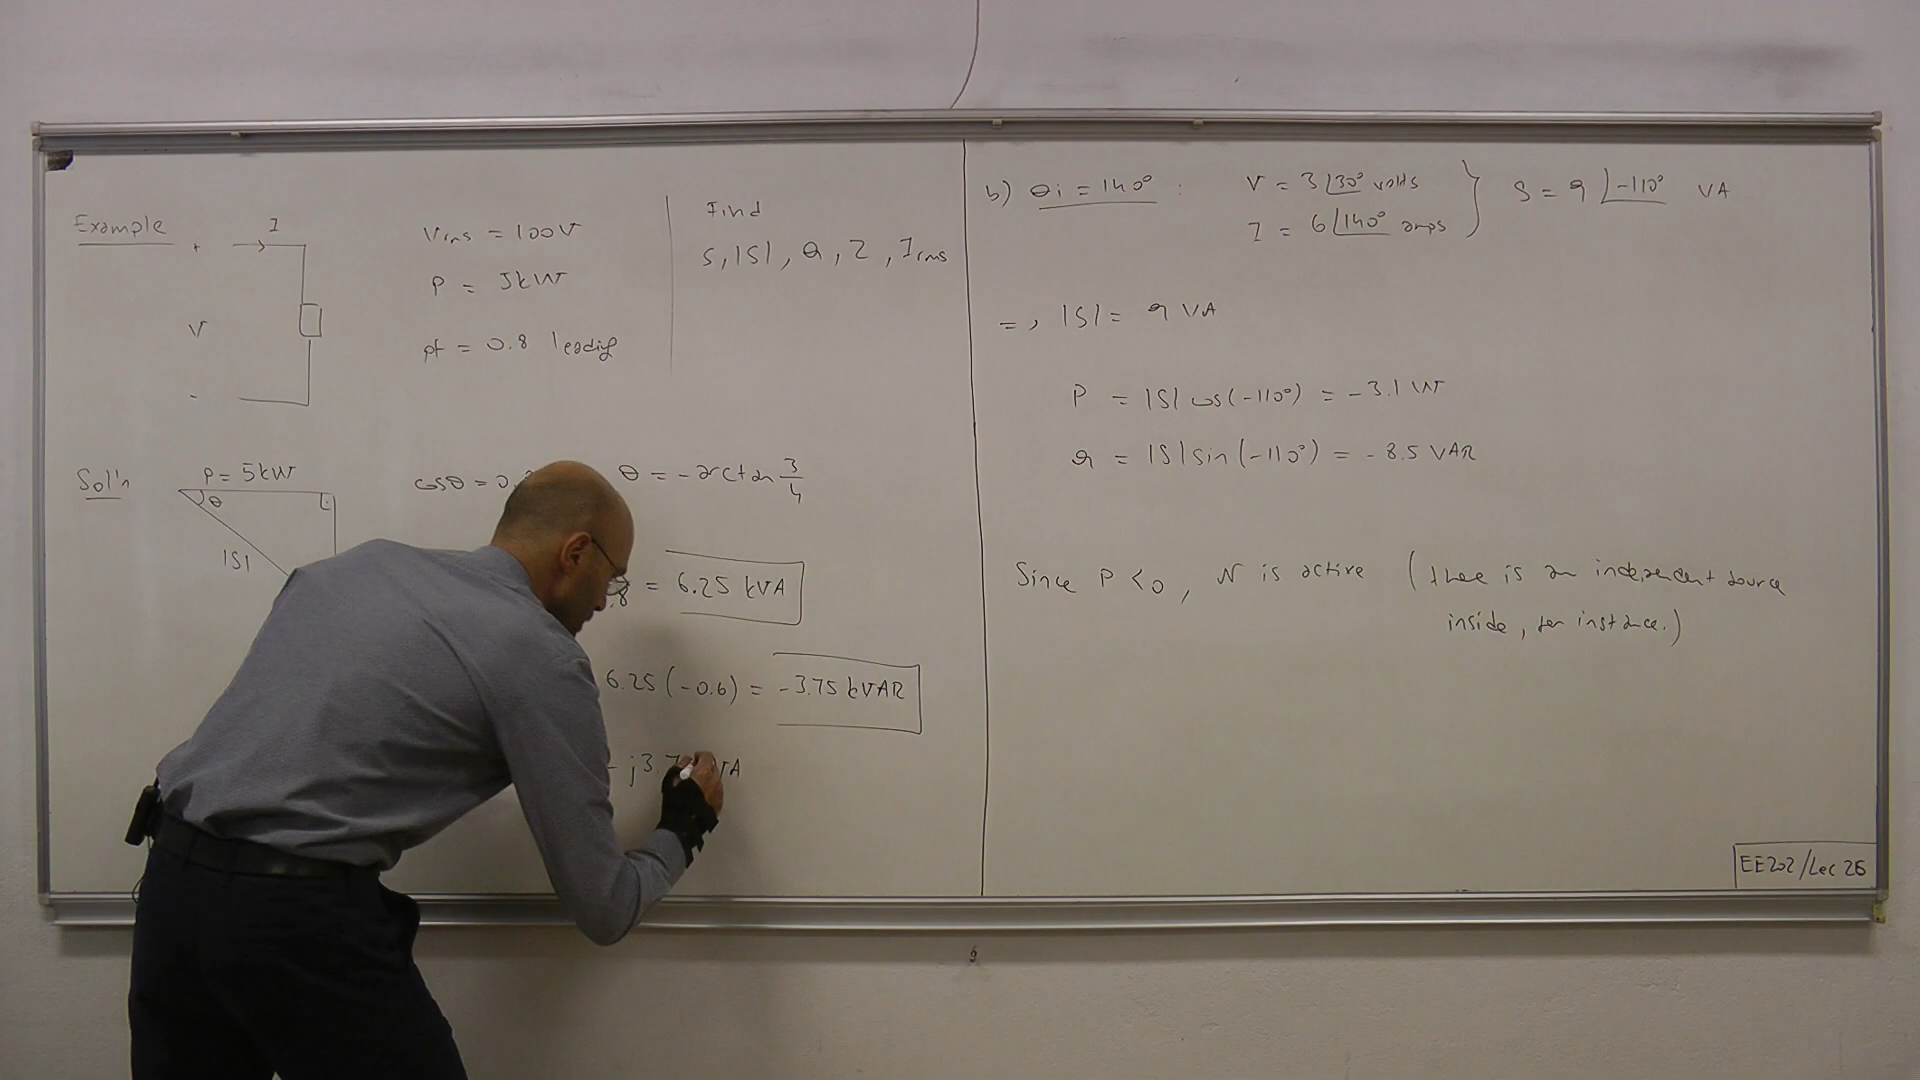 Example
I
+
V
-
Vrms = 100V
P = 5kW
pf = 0.8 leading
Find
S, |S|, Q, Z, Irms
Sol'n
P = 5kW
θ
|S|
cosθ = 0.
θ = -arctan 3/4
.8 = 6.25 kVA
6.25 (-0.6) = -3.75 kVAR
- j3.7
VA
b) θi = 140° :
V = 3∠30° volts
I = 6∠140° amps
} S = 9∠-110° VA
=> |S| = 9 VA
P = |S| cos(-110°) = -3.1 W
Q = |S| sin(-110°) = -8.5 VAR
Since P < 0, N is active (there is an independent source
inside, for instance.)
EE202/Lec 26